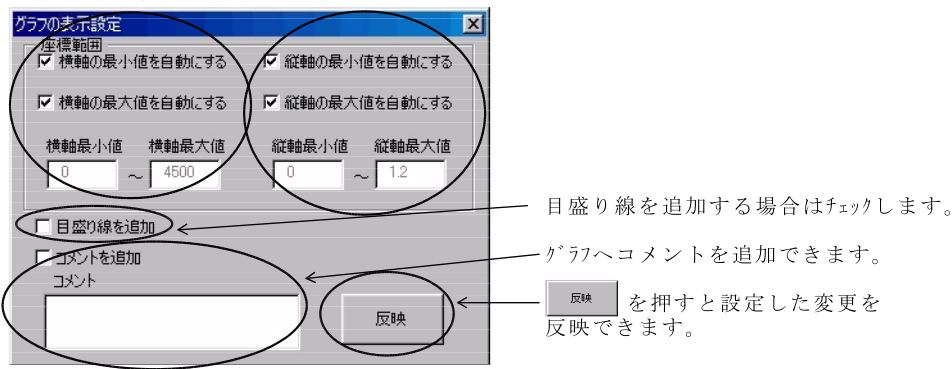 グラフの表示設定
座標範囲
横軸の最小値を自動にする
縦軸の最小値を自動にする
横軸の最大値を自動にする
縦軸の最大値を自動にする
横軸最小値 横軸最大値
縦軸最小値 縦軸最大値
0 ～ 4500
0 ～ 1.2
目盛り線を追加
コメントを追加
コメント
反映
目盛り線を追加する場合はﾁｪｯｸします。
ｸﾞﾗﾌへコメントを追加できます。
反映 を押すと設定した変更を
反映できます。